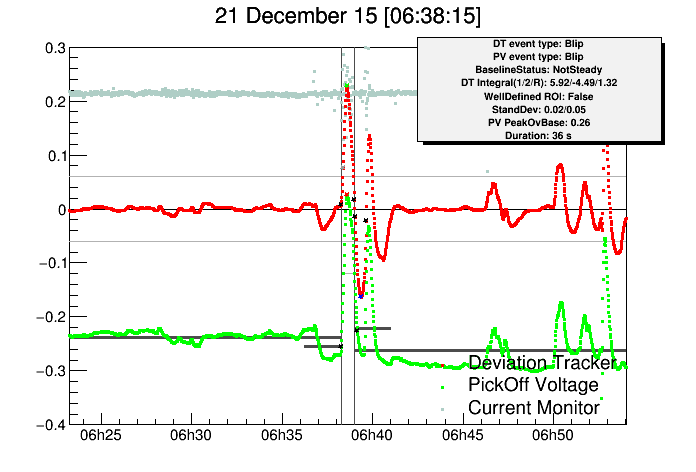 21 December 15 [06:38:15]
DT event type: Blip
PV event type: Blip
BaselineStatus: NotSteady
DT Integral(1/2/R): 5.92/-4.49/1.32
WellDefined ROI: False
StandDev: 0.02/0.05
PV PeakOvBase: 0.26
Duration: 36 s
0.3
0.2
0.1
0
−0.1
−0.2
−0.3
−0.4
Deviation Tracker
PickOff Voltage
Current Monitor
06h25 06h30 06h35 06h40 06h45 06h50